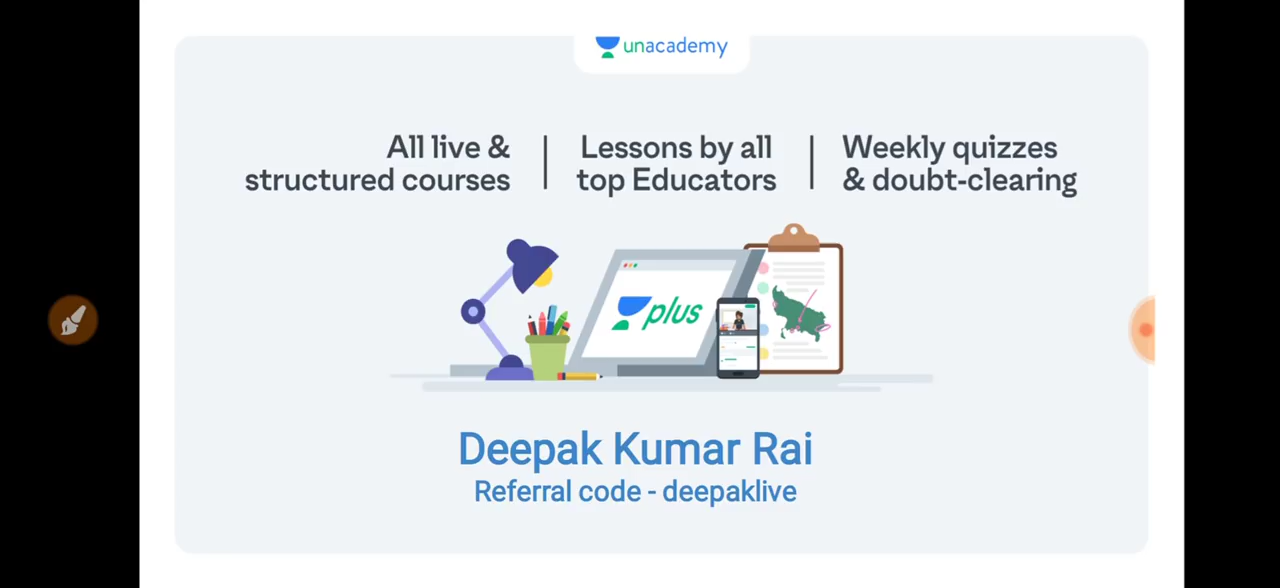 unacademy
All live &
structured courses
Lessons by all
top Educators
Weekly quizzes
& doubt-clearing
plus
Deepak Kumar Rai
Referral code - deepaklive